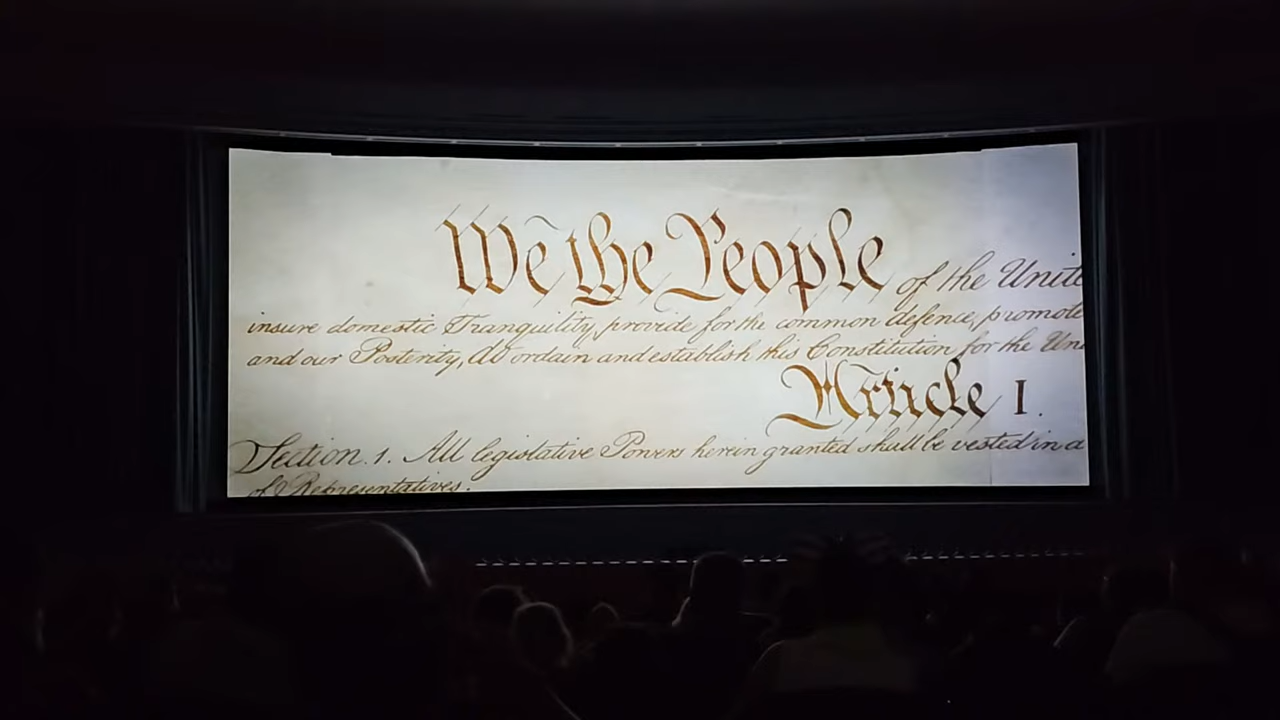 We the People of the Unite
insure domestic Tranquility, provide for the common defence, promote
and our Posterity, do ordain and establish this Constitution for the Uni
Article I.
Section. 1. All legislative Powers herein granted shall be vested in a
of Representatives.